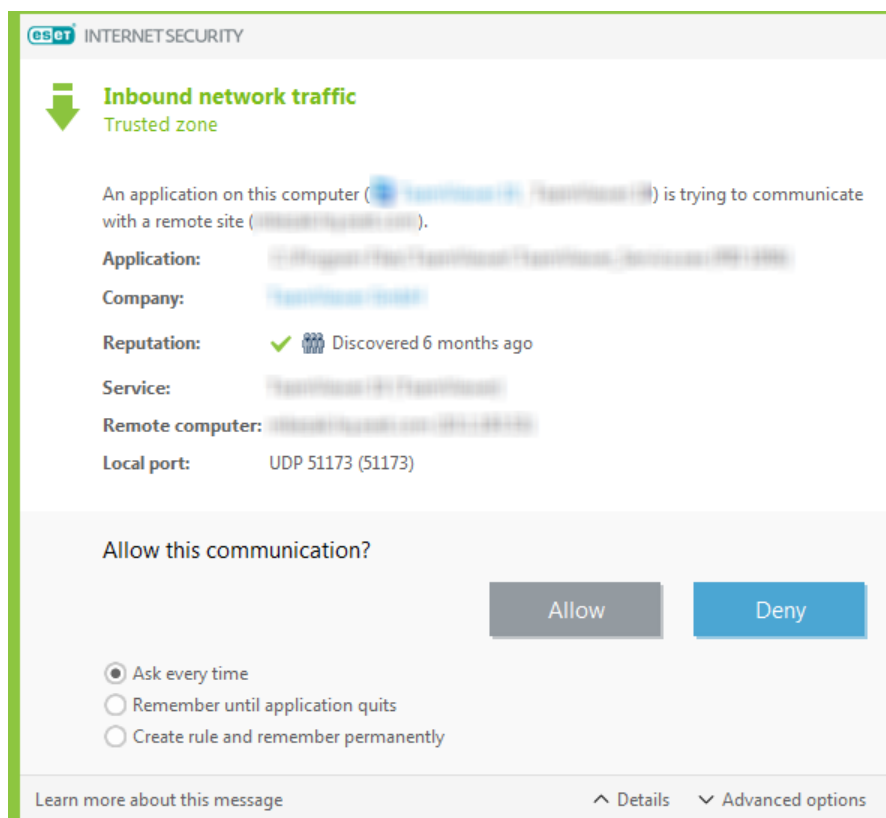 eset INTERNET SECURITY
Inbound network traffic
Trusted zone
An application on this computer ( ) is trying to communicate
with a remote site ( ).
Application:
Company:
Reputation: Discovered 6 months ago
Service:
Remote computer:
Local port: UDP 51173 (51173)
Allow this communication?
Allow Deny
Ask every time
Remember until application quits
Create rule and remember permanently
Learn more about this message Details Advanced options